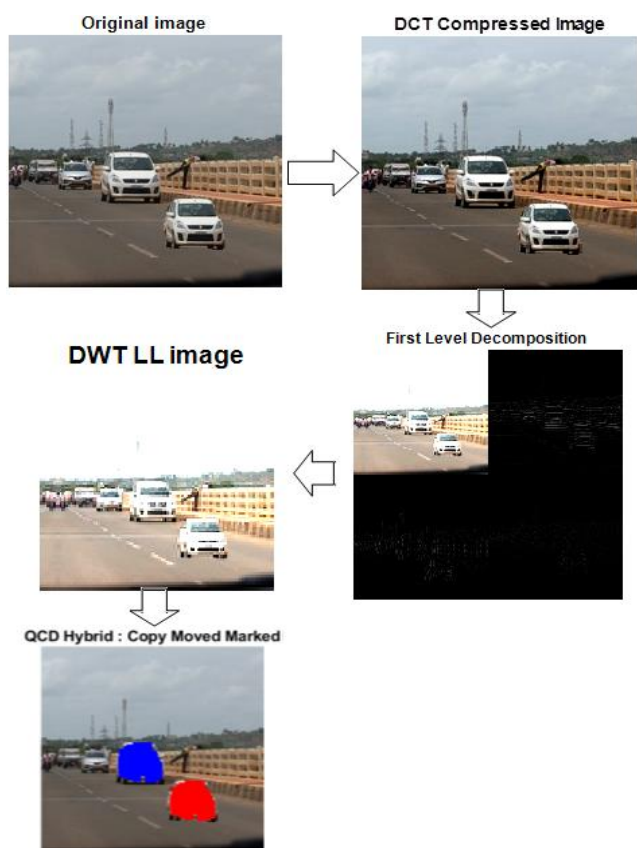 Original image
DCT Compressed Image
First Level Decomposition
DWT LL image
QCD Hybrid : Copy Moved Marked